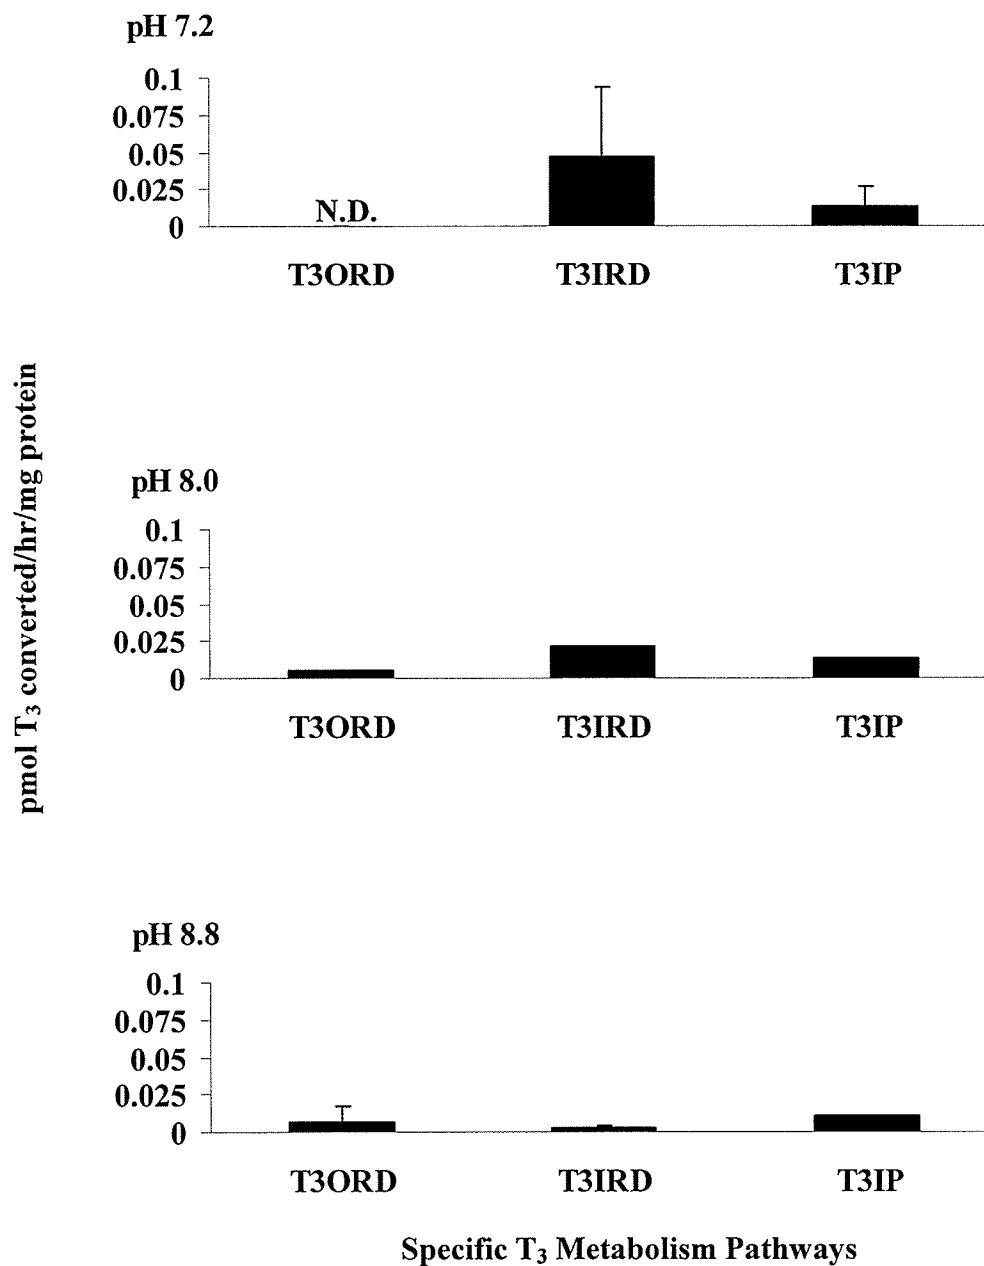 pH 7.2
0.1
0.075
0.05
0.025
0
N.D.
T3ORD T3IRD T3IP
pmol T₃ converted/hr/mg protein
pH 8.0
0.1
0.075
0.05
0.025
0
T3ORD T3IRD T3IP
pH 8.8
0.1
0.075
0.05
0.025
0
T3ORD T3IRD T3IP
Specific T₃ Metabolism Pathways